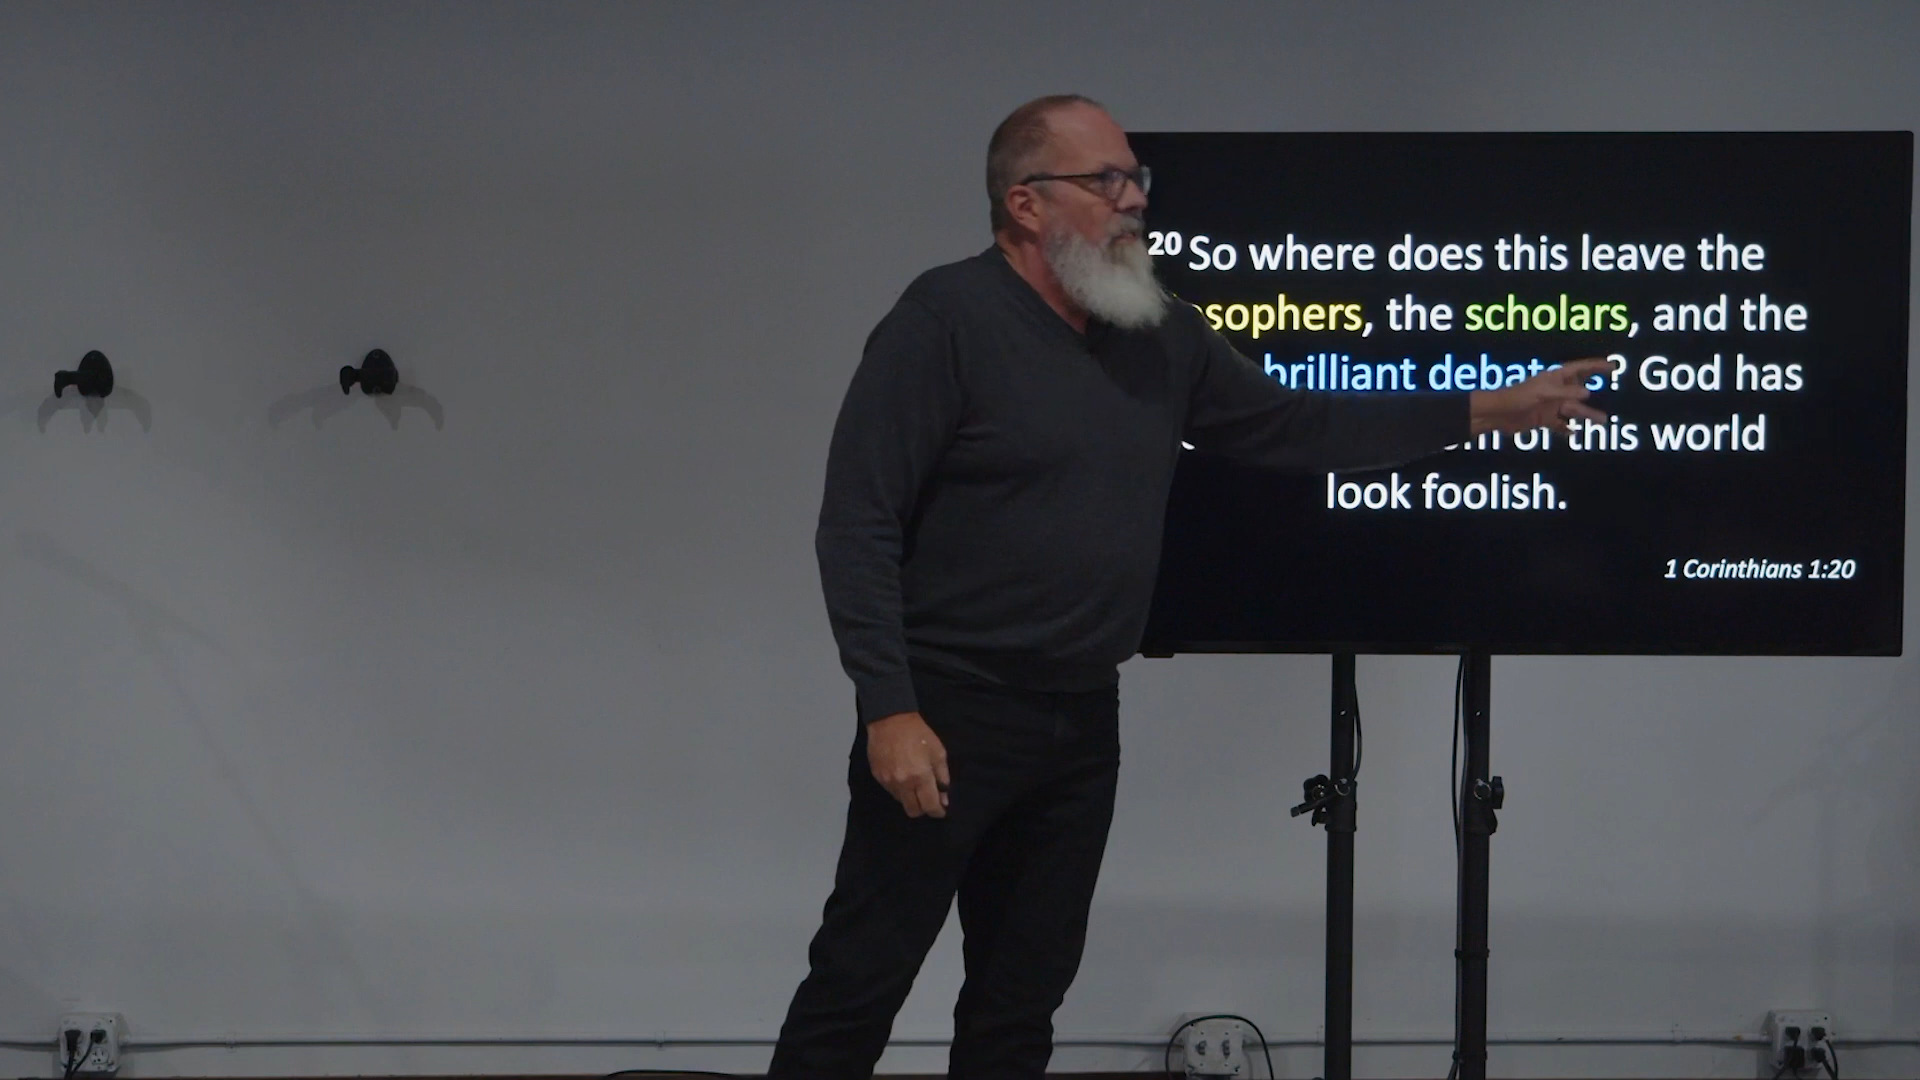 20 So where does this leave the
sophers, the scholars, and the
brilliant debaters? God has
of this world
look foolish.
1 Corinthians 1:20